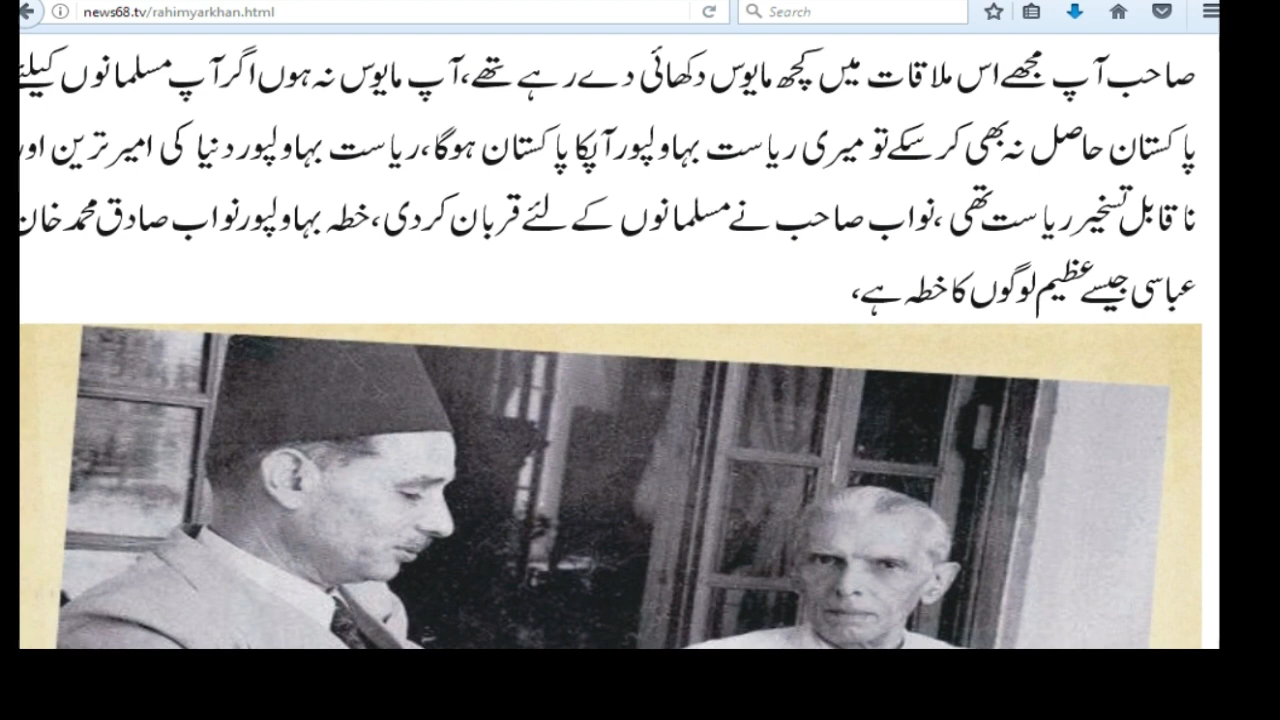 news68.tv/rahimyarkhan.html
Search
صاحب آپ مجھے اس ملاقات میں کچھ مایوس دکھائی دے رہے تھے، آپ مایوس نہ ہوں اگر آپ مسلمانوں کیلئے
پاکستان حاصل نہ بھی کر سکے تو میری ریاست بہاولپور آپکا پاکستان ہوگا، ریاست بہاولپور دنیا کی امیر ترین اور
ناقابل تسخیر ریاست تھی، نواب صاحب نے مسلمانوں کے لئے قربان کردی، خطہ بہاولپور نواب صادق محمد خان
عباسی جیسے عظیم لوگوں کا خطہ ہے،